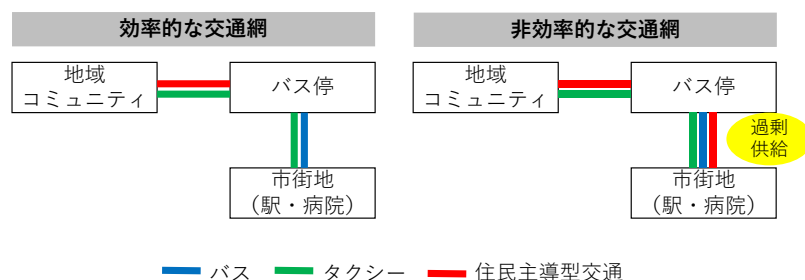 効率的な交通網
地域
コミュニティ
バス停
市街地
(駅・病院)
非効率的な交通網
地域
コミュニティ
バス停
過剰
供給
市街地
(駅・病院)
バス
タクシー
住民主導型交通